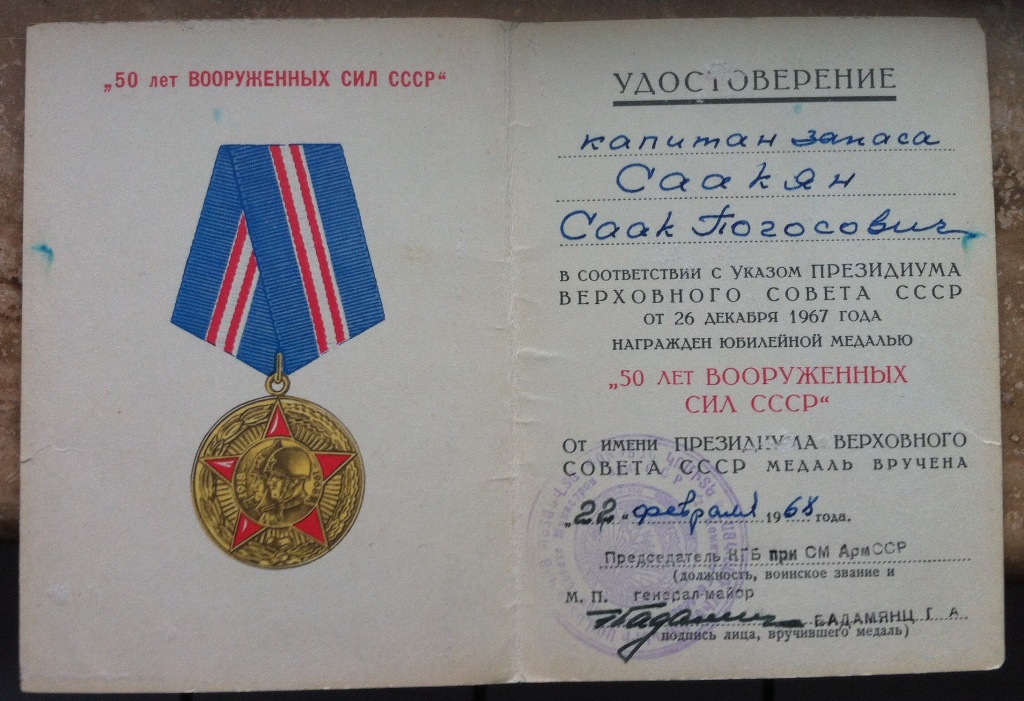 „50 лет ВООРУЖЕННЫХ СИЛ СССР“
1918 1968
УДОСТОВЕРЕНИЕ
капитан запаса
Саакян
Саак Погосович
В СООТВЕТСТВИИ С УКАЗОМ ПРЕЗИДИУМА
ВЕРХОВНОГО СОВЕТА СССР
ОТ 26 ДЕКАБРЯ 1967 ГОДА
НАГРАЖДЕН ЮБИЛЕЙНОЙ МЕДАЛЬЮ
„50 ЛЕТ ВООРУЖЕННЫХ
СИЛ СССР“
ОТ ИМЕНИ ПРЕЗИДИУМА ВЕРХОВНОГО
СОВЕТА СССР МЕДАЛЬ ВРУЧЕНА
„22“ февраля 1968 года.
Председатель КГБ при СМ АрмССР
(должность, воинское звание и
М. П. генерал-майор
БАДАМЯНЦ Г. А.
подпись лица, вручившего медаль)